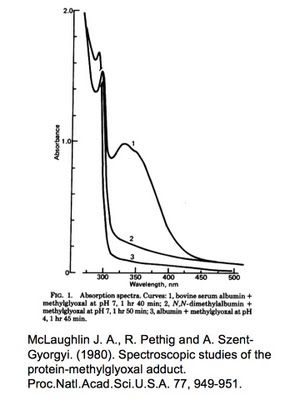 2.0
Absorbance
1.0
1
2
3
0
300 350 400 450 500
Wavelength, nm
FIG. 1. Absorption spectra. Curves: 1, bovine serum albumin +
methylglyoxal at pH 7, 1 hr 40 min; 2, N,N-dimethylalbumin +
methylglyoxal at pH 7, 1 hr 50 min; 3, albumin + methylglyoxal at pH
4, 1 hr 45 min.
McLaughlin J. A., R. Pethig and A. Szent-
Gyorgyi. (1980). Spectroscopic studies of the
protein-methylglyoxal adduct.
Proc.Natl.Acad.Sci.U.S.A. 77, 949-951.